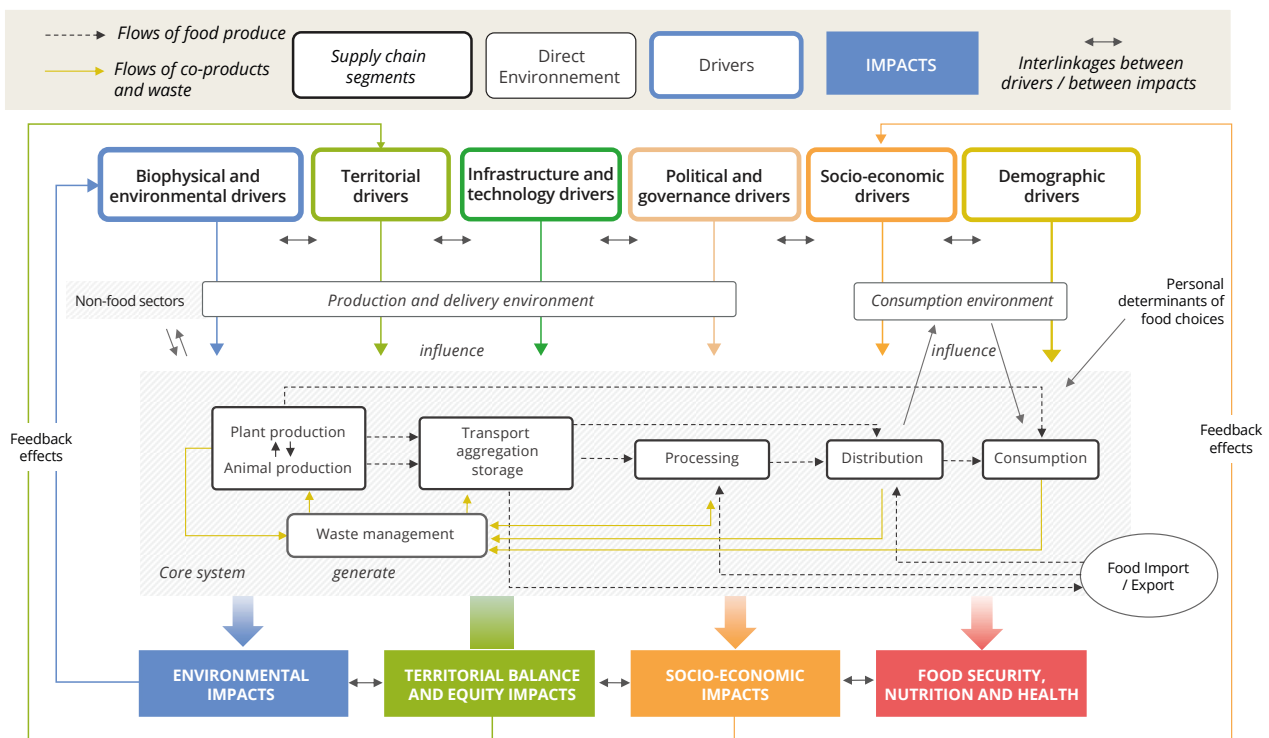 Flows of food produce
Flows of co-products
and waste
Supply chain
segments
Direct
Environnement
Drivers
IMPACTS
Interlinkages between
drivers / between impacts
Biophysical and
environmental drivers
Territorial
drivers
Infrastructure and
technology drivers
Political and
governance drivers
Socio-economic
drivers
Demographic
drivers
Non-food sectors
Production and delivery environment
Consumption environment
Personal
determinants of
food choices
influence
influence
Plant production
Animal production
Transport
aggregation
storage
Processing
Distribution
Consumption
Feedback
effects
Feedback
effects
Waste management
Core system
generate
Food Import
/ Export
ENVIRONMENTAL
IMPACTS
TERRITORIAL BALANCE
AND EQUITY IMPACTS
SOCIO-ECONOMIC
IMPACTS
FOOD SECURITY,
NUTRITION AND HEALTH